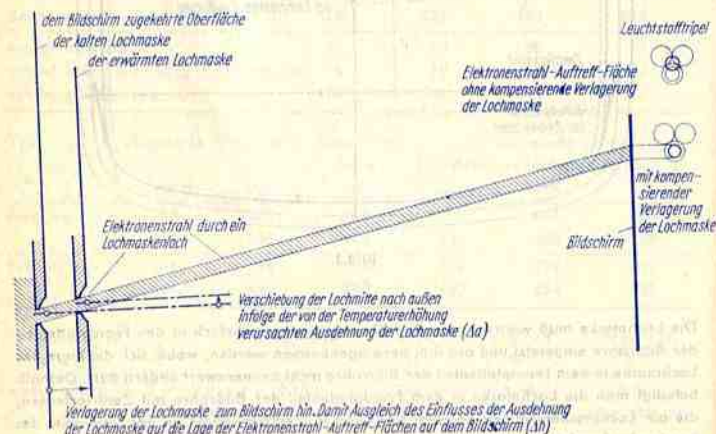 dem Bildschirm zugekehrte Oberfläche
der kalten Lochmaske
der erwärmten Lochmaske
Leuchtstofftripel
Elektronenstrahl-Auftreff-Fläche
ohne kompensierende Verlagerung
der Lochmaske
mit kompen-
sierender
Verlagerung
der Lochmaske
Bildschirm
Elektronenstrahl durch ein
Lochmaskenloch
Verschiebung der Lochmitte nach außen
infolge der von der Temperaturerhöhung
verursachten Ausdehnung der Lochmaske (Δa)
Verlagerung der Lochmaske zum Bildschirm hin. Damit Ausgleich des Einflusses der Ausdehnung
der Lochmaske auf die Lage der Elektronenstrahl-Auftreff-Flächen auf dem Bildschirm (Δh)